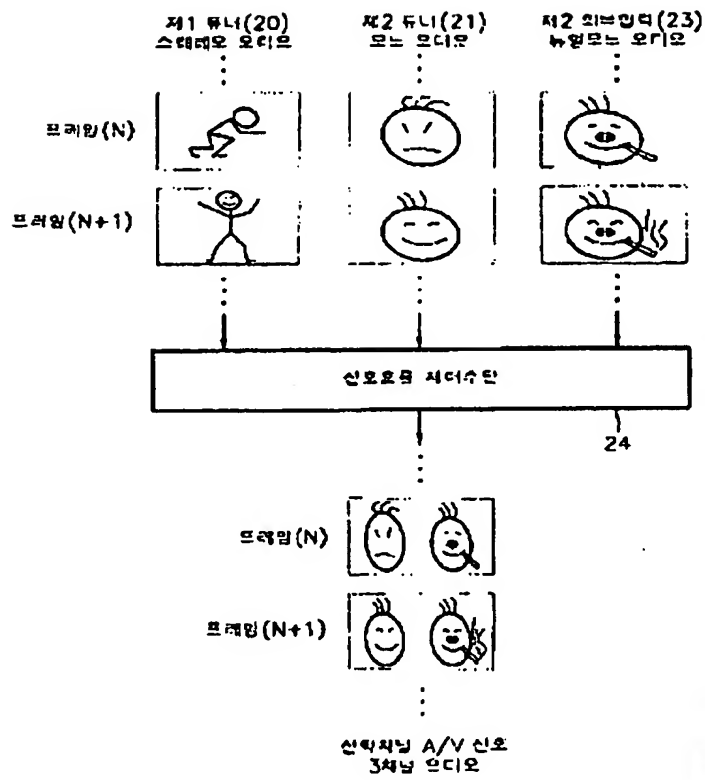 제1 튜너(20)
스테레오 오디오
제2 튜너(21)
모노 오디오
제2 외부입력(23)
듀얼모노 오디오
프레임(N)
프레임(N+1)
신호흐름 제어수단
24
프레임(N)
프레임(N+1)
선택채널 A/V 신호
3채널 오디오